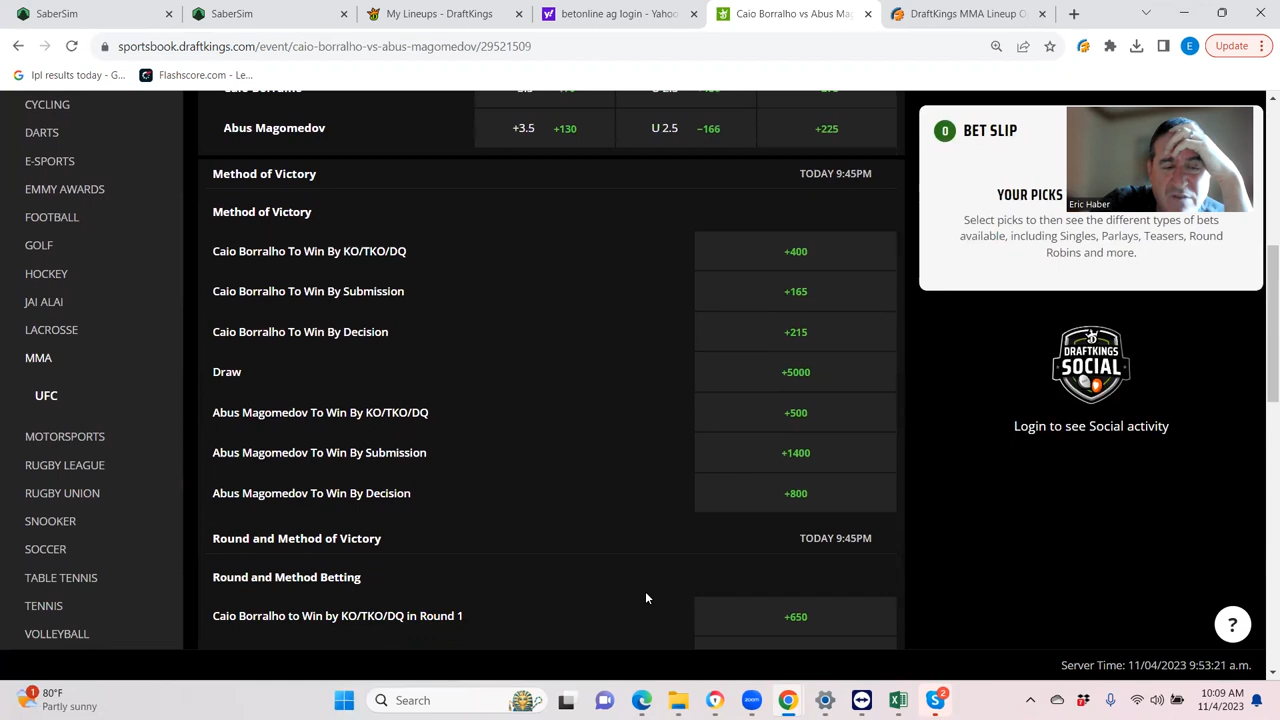 SaberSim
SaberSim
My Lineups - DraftKings
betonline ag login - Yahoo
Caio Borralho vs Abus Ma
DraftKings MMA Lineup O
sportsbook.draftkings.com/event/caio-borralho-vs-abus-magomedov/29521509
E
Update
Ipl results today - G...
Flashscore.com - Le...
CYCLING
DARTS
E-SPORTS
EMMY AWARDS
FOOTBALL
GOLF
HOCKEY
JAI ALAI
LACROSSE
MMA
UFC
MOTORSPORTS
RUGBY LEAGUE
RUGBY UNION
SNOOKER
SOCCER
TABLE TENNIS
TENNIS
VOLLEYBALL
Abus Magomedov +3.5 +130 U 2.5 −166 +225
Method of Victory TODAY 9:45PM
Method of Victory
Caio Borralho To Win By KO/TKO/DQ +400
Caio Borralho To Win By Submission +165
Caio Borralho To Win By Decision +215
Draw +5000
Abus Magomedov To Win By KO/TKO/DQ +500
Abus Magomedov To Win By Submission +1400
Abus Magomedov To Win By Decision +800
Round and Method of Victory TODAY 9:45PM
Round and Method Betting
Caio Borralho to Win by KO/TKO/DQ in Round 1 +650
0 BET SLIP
YOUR PICKS
Eric Haber
Select picks to then see the different types of bets
available, including Singles, Parlays, Teasers, Round
Robins and more.
DRAFTKINGS
SOCIAL
Login to see Social activity
?
Server Time: 11/04/2023 9:53:21 a.m.
1
80°F
Partly sunny
Search
zoom
2
10:09 AM
11/4/2023